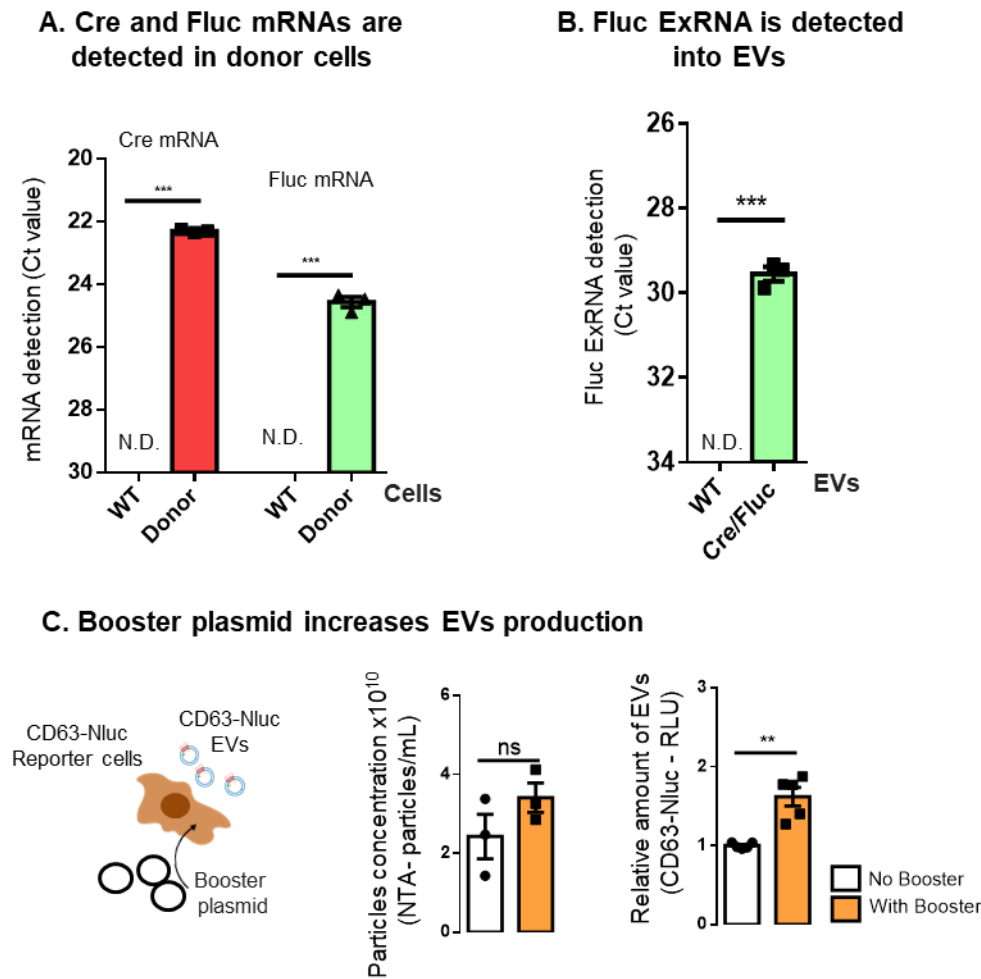 A. Cre and Fluc mRNAs are
detected in donor cells
Cre mRNA
Fluc mRNA
mRNA detection (Ct value)
20
22
24
26
28
30
***
***
N.D.
N.D.
WT
Donor
WT
Donor
Cells
B. Fluc ExRNA is detected
into EVs
Fluc ExRNA detection
(Ct value)
26
28
30
32
34
***
N.D.
WT
Cre/Fluc
EVs
C. Booster plasmid increases EVs production
CD63-Nluc
Reporter cells
CD63-Nluc
EVs
Booster
plasmid
Particles concentration x10¹⁰
(NTA- particles/mL)
6
4
2
0
ns
Relative amount of EVs
(CD63-Nluc - RLU)
3
2
1
0
**
No Booster
With Booster